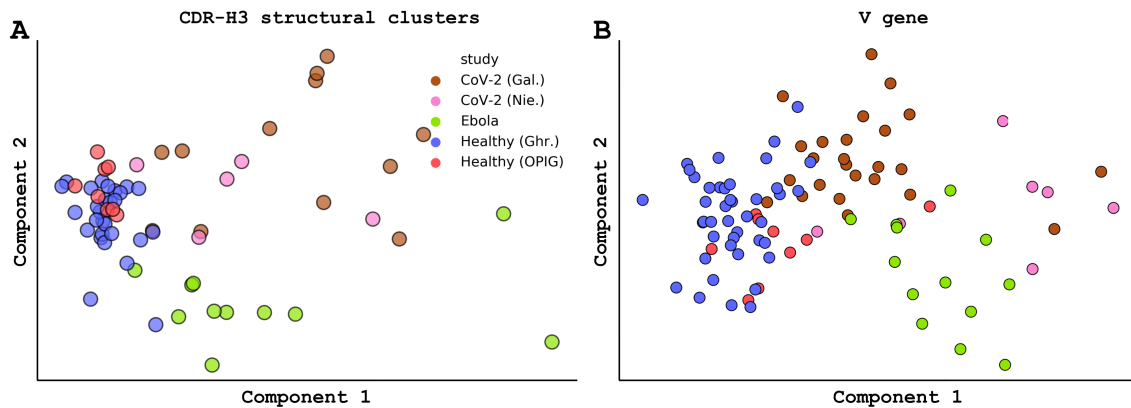 A
CDR-H3 structural clusters
Component 2
study
CoV-2 (Gal.)
CoV-2 (Nie.)
Ebola
Healthy (Ghr.)
Healthy (OPIG)
Component 1
B
V gene
Component 2
Component 1